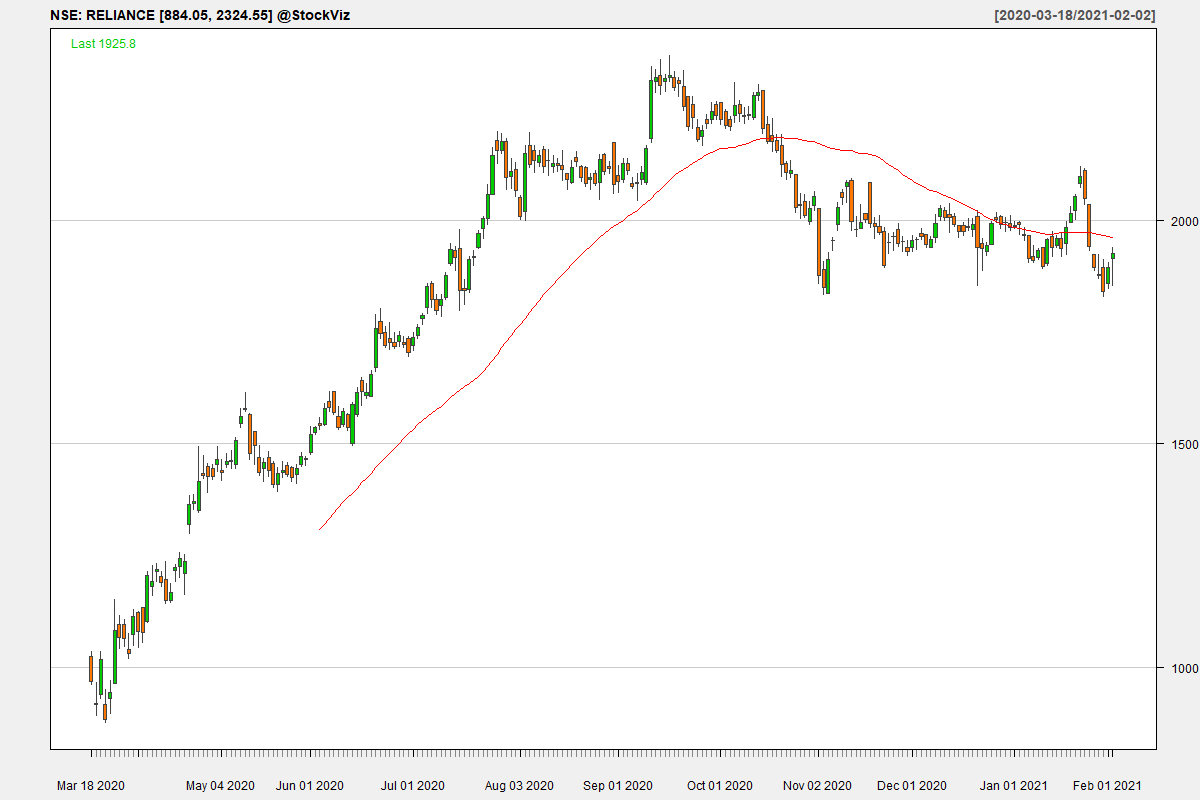 NSE: RELIANCE [884.05, 2324.55] @StockViz
[2020-03-18/2021-02-02]
Last 1925.8
2000
1500
1000
Mar 18 2020 May 04 2020 Jun 01 2020 Jul 01 2020 Aug 03 2020 Sep 01 2020 Oct 01 2020 Nov 02 2020 Dec 01 2020 Jan 01 2021 Feb 01 2021